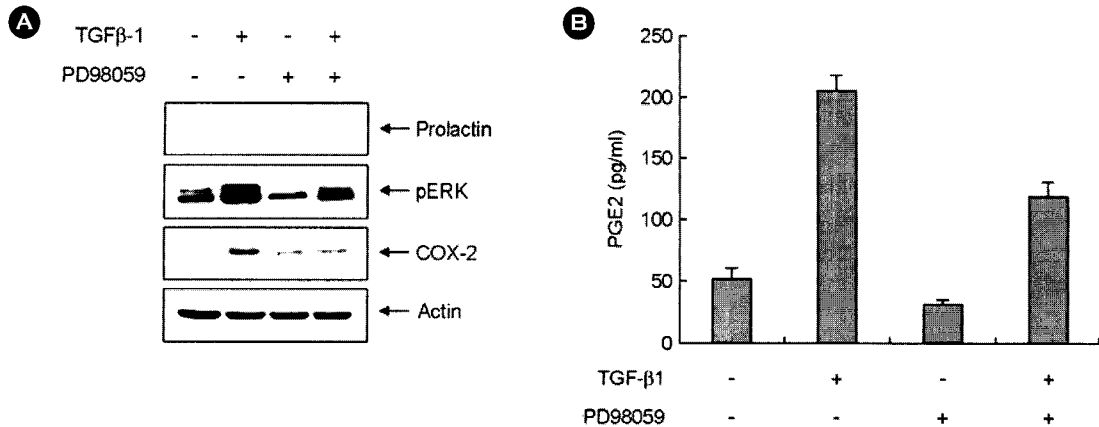 A
TGFβ-1 - + - +
PD98059 - - + +
Prolactin
pERK
COX-2
Actin
B
250
200
150
100
50
0
PGE2 (pg/ml)
TGF-β1 - + - +
PD98059 - - + +